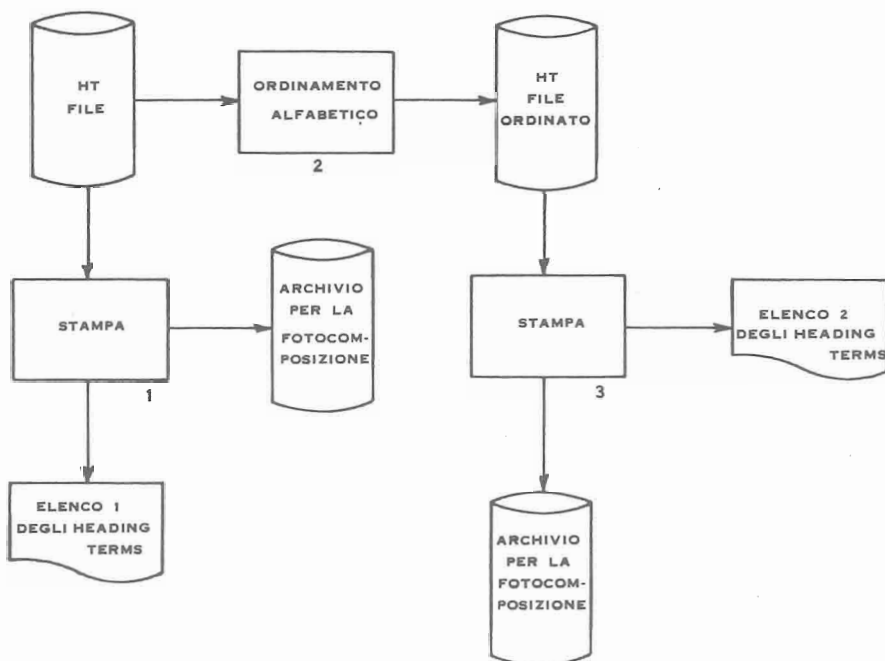 HT
FILE
ORDINAMENTO
ALFABETICO
2
HT
FILE
ORDINATO
STAMPA
1
ARCHIVIO
PER LA
FOTOCOM-
POSIZIONE
STAMPA
3
ELENCO 2
DEGLI HEADING
TERMS
ELENCO 1
DEGLI HEADING
TERMS
ARCHIVIO
PER LA
FOTOCOM-
POSIZIONE